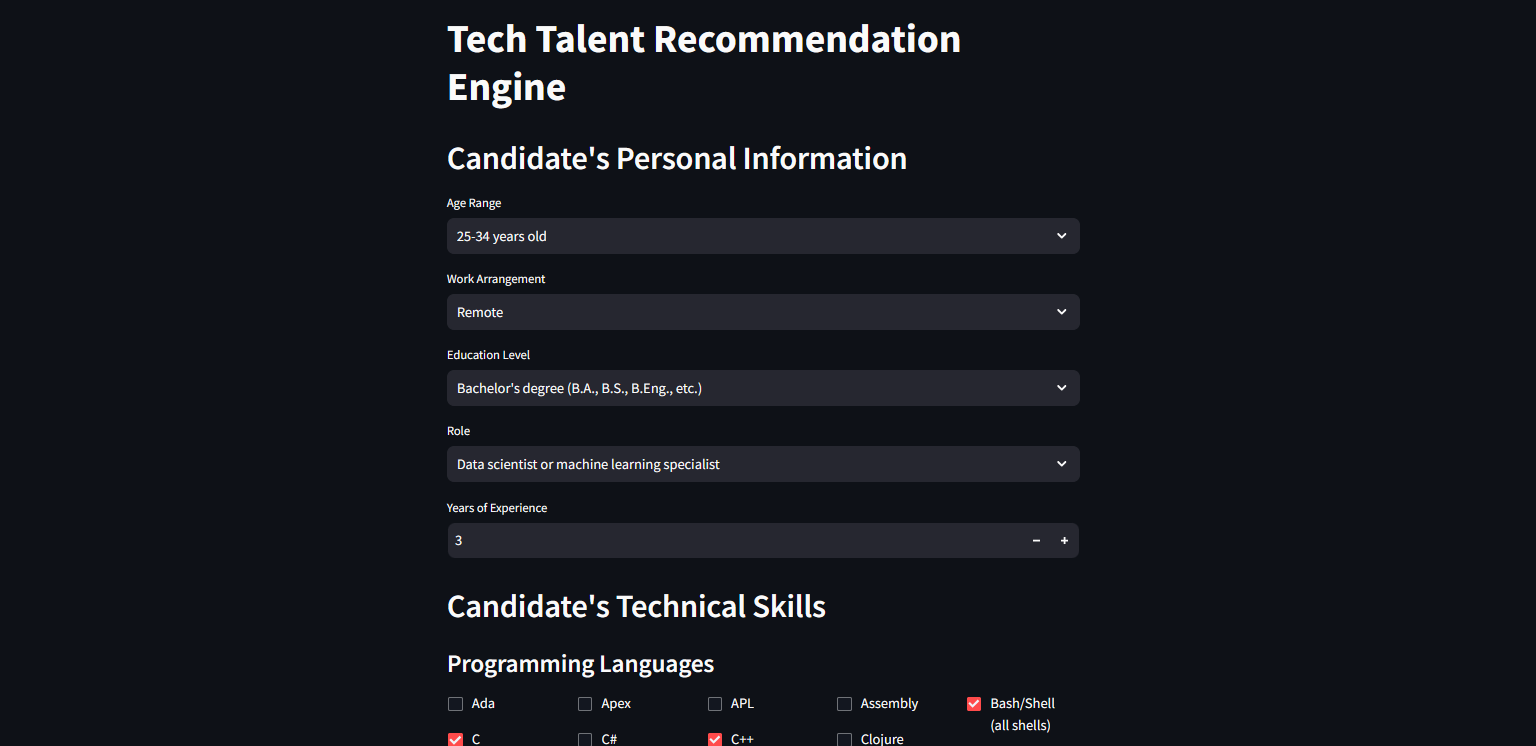 Tech Talent Recommendation
Engine
Candidate's Personal Information
Age Range
25-34 years old
Work Arrangement
Remote
Education Level
Bachelor's degree (B.A., B.S., B.Eng., etc.)
Role
Data scientist or machine learning specialist
Years of Experience
3
Candidate's Technical Skills
Programming Languages
Ada Apex APL Assembly Bash/Shell
(all shells)
C C# C++ Clojure